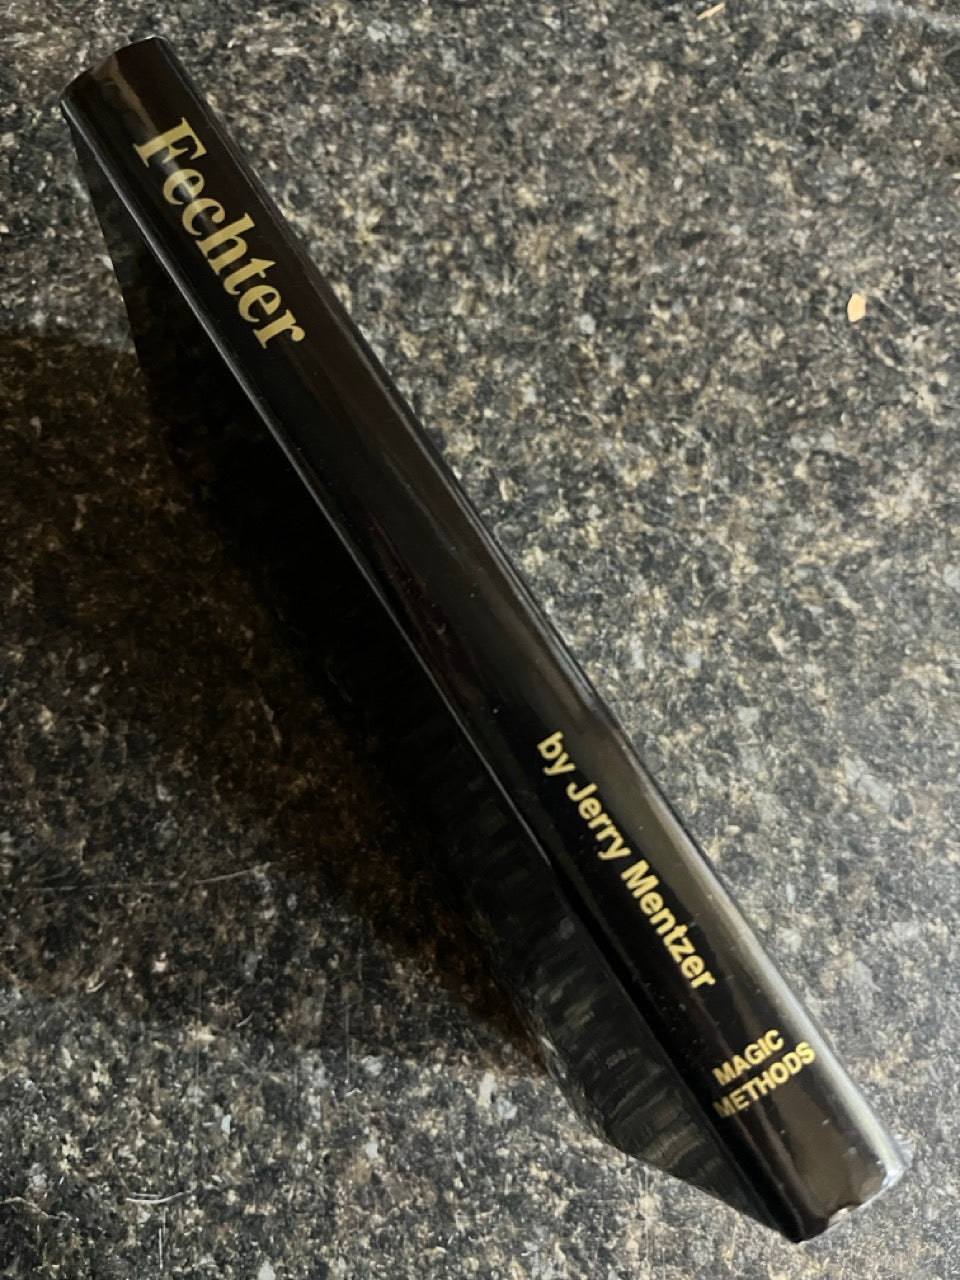 Fechter
by Jerry Mentzer
MAGIC
METHODS